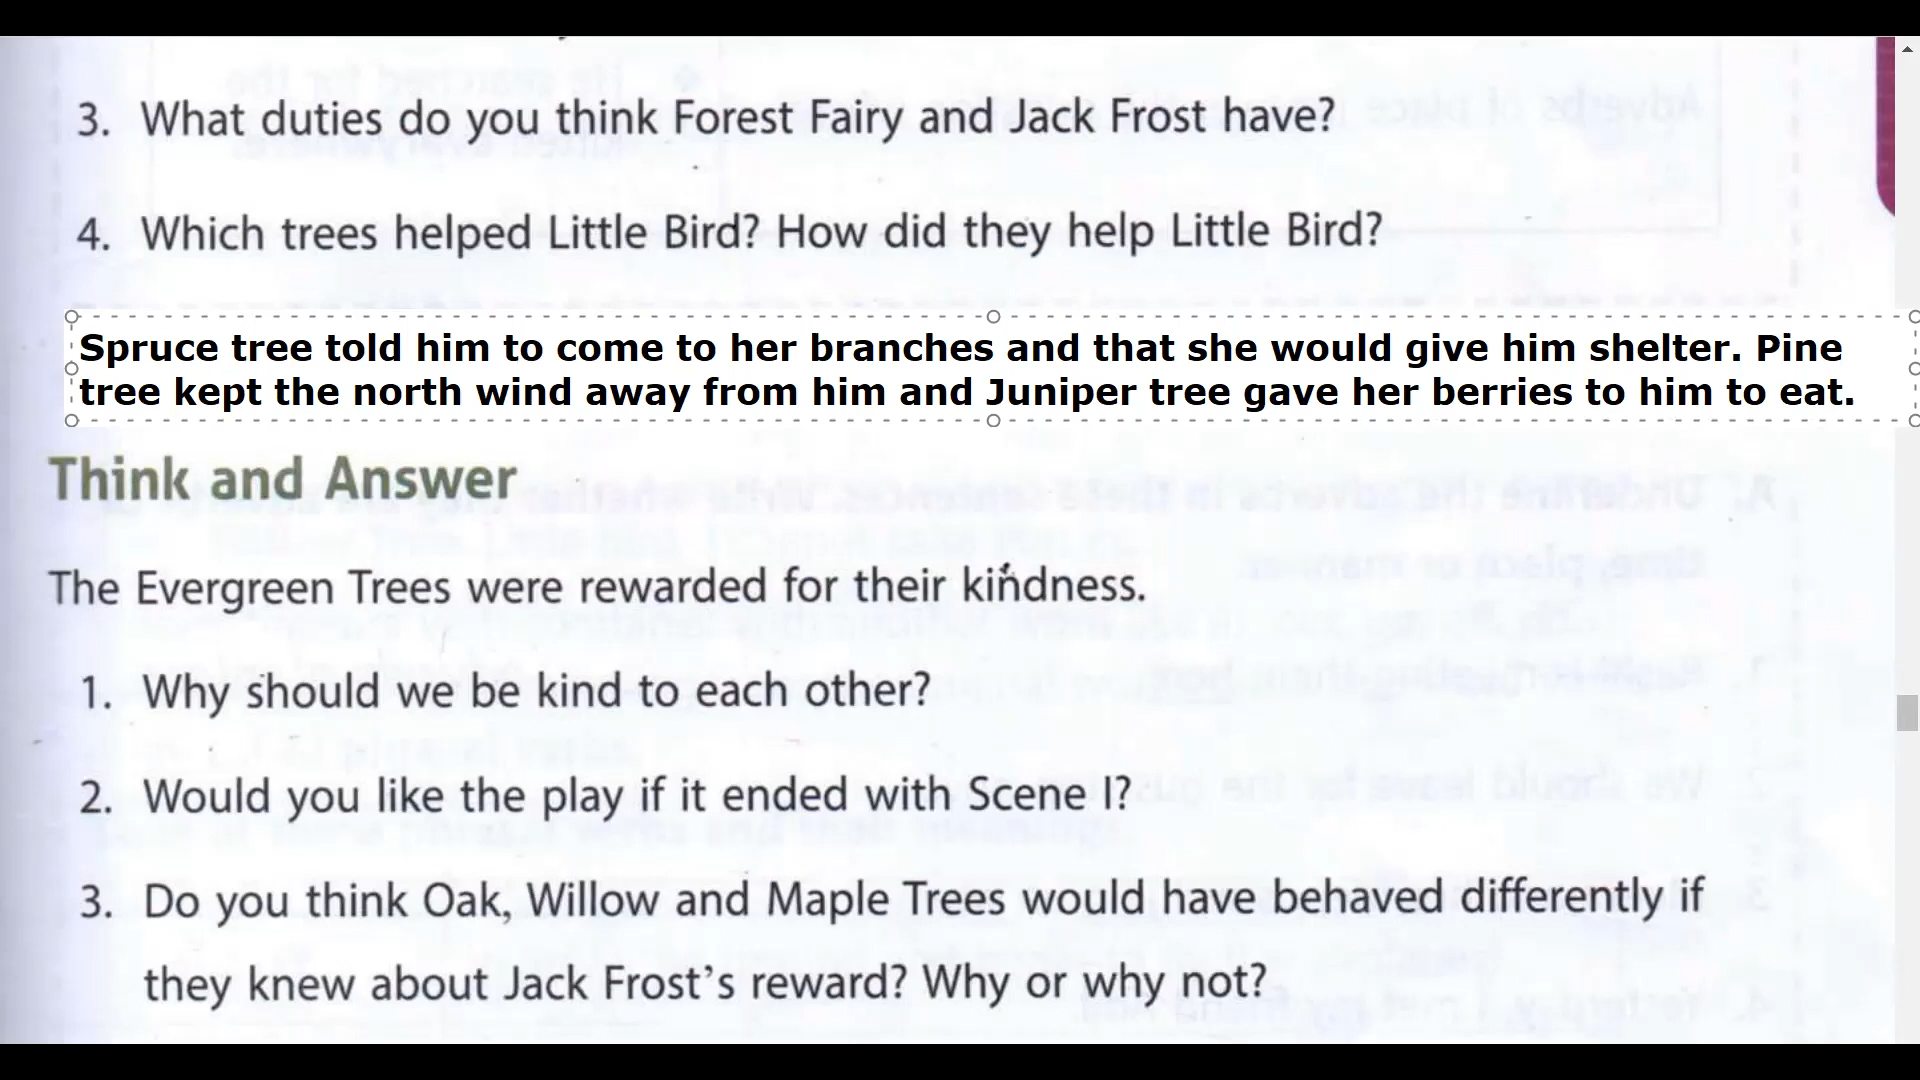 3. What duties do you think Forest Fairy and Jack Frost have?
4. Which trees helped Little Bird? How did they help Little Bird?
Spruce tree told him to come to her branches and that she would give him shelter. Pine
tree kept the north wind away from him and Juniper tree gave her berries to him to eat.
Think and Answer
The Evergreen Trees were rewarded for their kindness.
1. Why should we be kind to each other?
2. Would you like the play if it ended with Scene I?
3. Do you think Oak, Willow and Maple Trees would have behaved differently if
they knew about Jack Frost's reward? Why or why not?